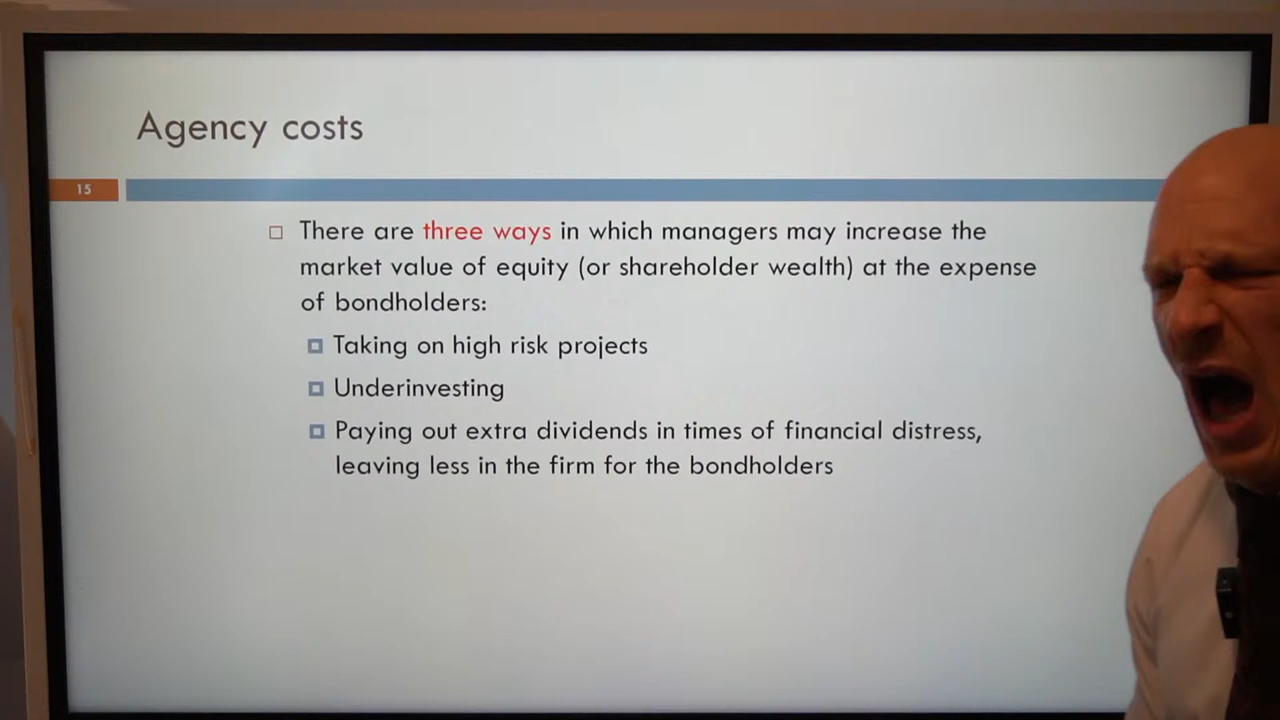 Agency costs
15
There are three ways in which managers may increase the
market value of equity (or shareholder wealth) at the expense
of bondholders:
Taking on high risk projects
Underinvesting
Paying out extra dividends in times of financial distress,
leaving less in the firm for the bondholders